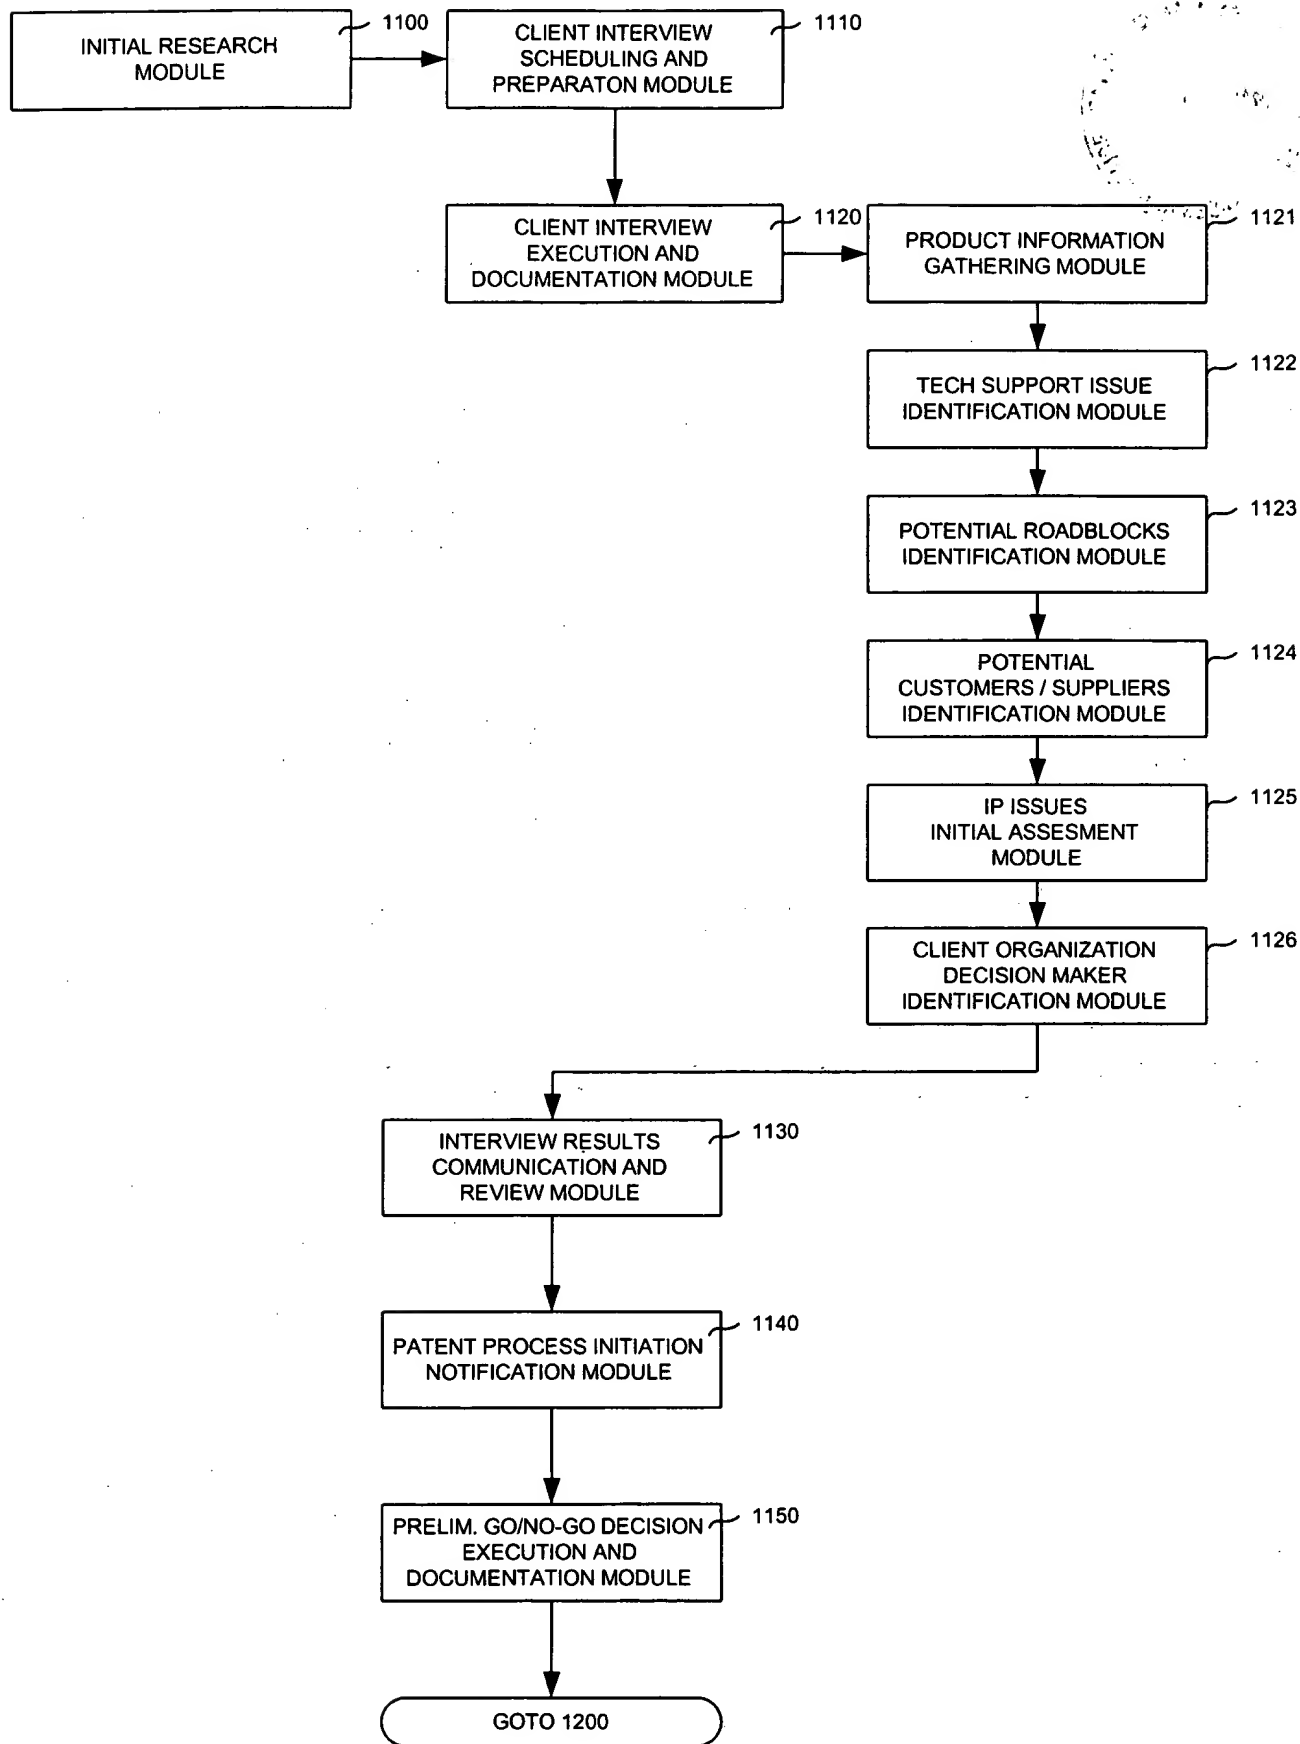 INITIAL RESEARCH
MODULE
1100
CLIENT INTERVIEW
SCHEDULING AND
PREPARATON MODULE
1110
CLIENT INTERVIEW
EXECUTION AND
DOCUMENTATION MODULE
1120
PRODUCT INFORMATION
GATHERING MODULE
1121
TECH SUPPORT ISSUE
IDENTIFICATION MODULE
1122
POTENTIAL ROADBLOCKS
IDENTIFICATION MODULE
1123
POTENTIAL
CUSTOMERS / SUPPLIERS
IDENTIFICATION MODULE
1124
IP ISSUES
INITIAL ASSESMENT
MODULE
1125
CLIENT ORGANIZATION
DECISION MAKER
IDENTIFICATION MODULE
1126
INTERVIEW RESULTS
COMMUNICATION AND
REVIEW MODULE
1130
PATENT PROCESS INITIATION
NOTIFICATION MODULE
1140
PRELIM. GO/NO-GO DECISION
EXECUTION AND
DOCUMENTATION MODULE
1150
GOTO 1200